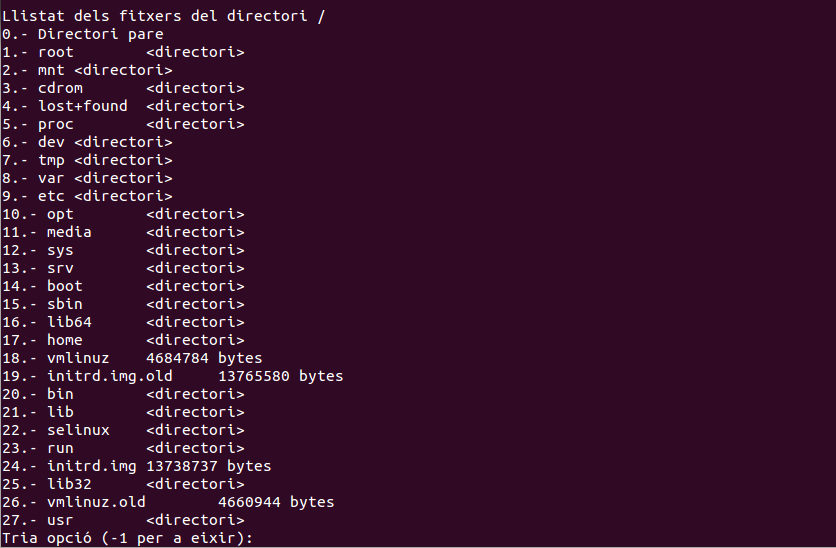 Llistat dels fitxers del directori /
0.- Directori pare
1.- root        <directori>
2.- mnt <directori>
3.- cdrom       <directori>
4.- lost+found  <directori>
5.- proc        <directori>
6.- dev <directori>
7.- tmp <directori>
8.- var <directori>
9.- etc <directori>
10.- opt        <directori>
11.- media      <directori>
12.- sys        <directori>
13.- srv        <directori>
14.- boot       <directori>
15.- sbin       <directori>
16.- lib64      <directori>
17.- home       <directori>
18.- vmlinuz    4684784 bytes
19.- initrd.img.old     13765580 bytes
20.- bin        <directori>
21.- lib        <directori>
22.- selinux    <directori>
23.- run        <directori>
24.- initrd.img 13738737 bytes
25.- lib32      <directori>
26.- vmlinuz.old        4660944 bytes
27.- usr        <directori>
Tria opció (-1 per a eixir):